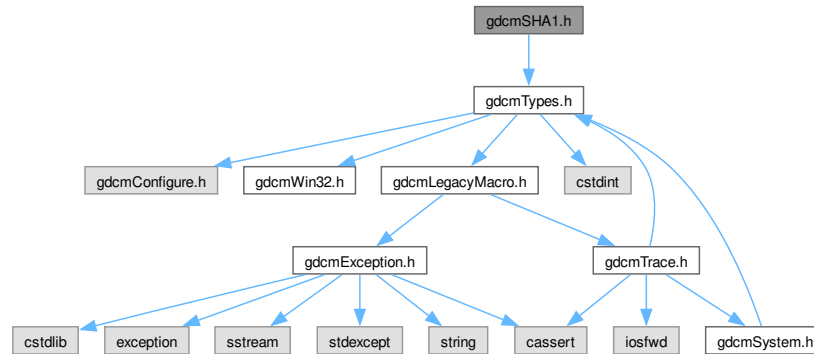 gdcmSHA1.h
gdcmTypes.h
gdcmConfigure.h
gdcmWin32.h
gdcmLegacyMacro.h
cstdint
gdcmException.h
gdcmTrace.h
cstdlib
exception
sstream
stdexcept
string
cassert
iosfwd
gdcmSystem.h